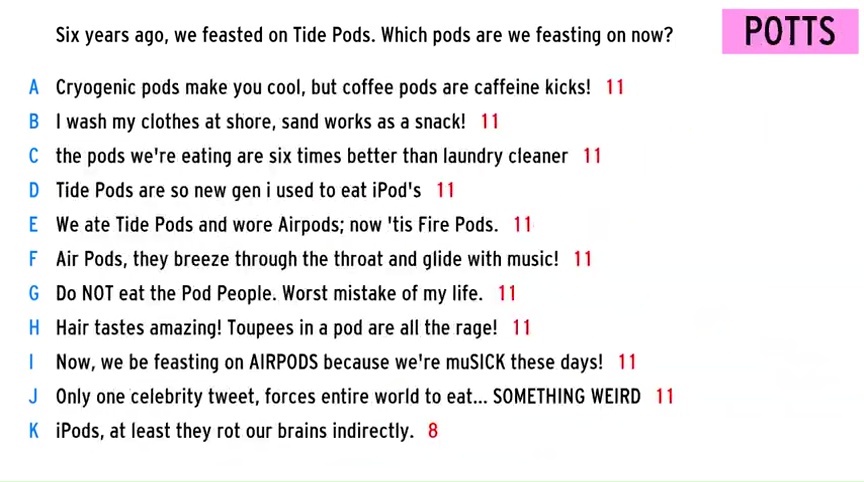 Six years ago, we feasted on Tide Pods. Which pods are we feasting on now?
POTTS
A Cryogenic pods make you cool, but coffee pods are caffeine kicks! 11
B I wash my clothes at shore, sand works as a snack! 11
C the pods we're eating are six times better than laundry cleaner 11
D Tide Pods are so new gen i used to eat iPod's 11
E We ate Tide Pods and wore Airpods; now 'tis Fire Pods. 11
F Air Pods, they breeze through the throat and glide with music! 11
G Do NOT eat the Pod People. Worst mistake of my life. 11
H Hair tastes amazing! Toupees in a pod are all the rage! 11
I Now, we be feasting on AIRPODS because we're muSICK these days! 11
J Only one celebrity tweet, forces entire world to eat... SOMETHING WEIRD 11
K iPods, at least they rot our brains indirectly. 8